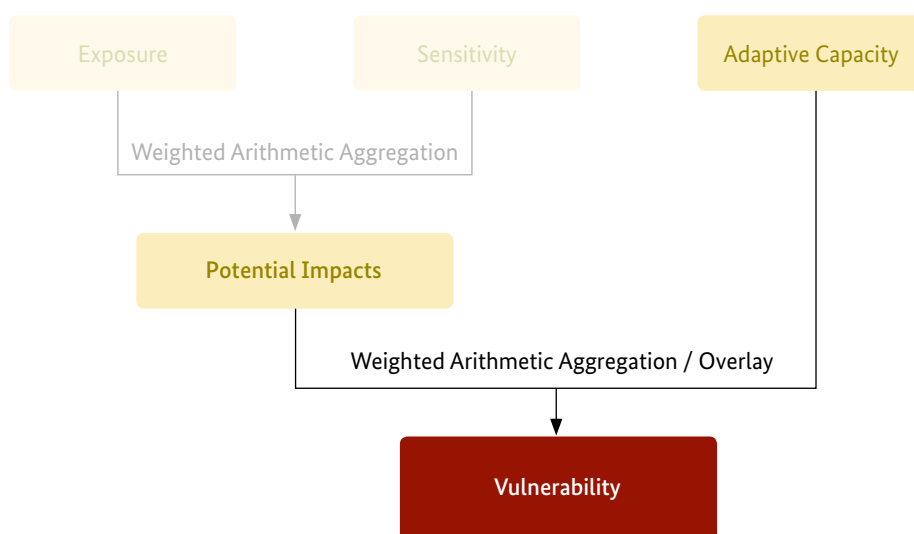 Exposure
Sensitivity
Adaptive Capacity
Weighted Arithmetic Aggregation
Potential Impacts
Weighted Arithmetic Aggregation / Overlay
Vulnerability